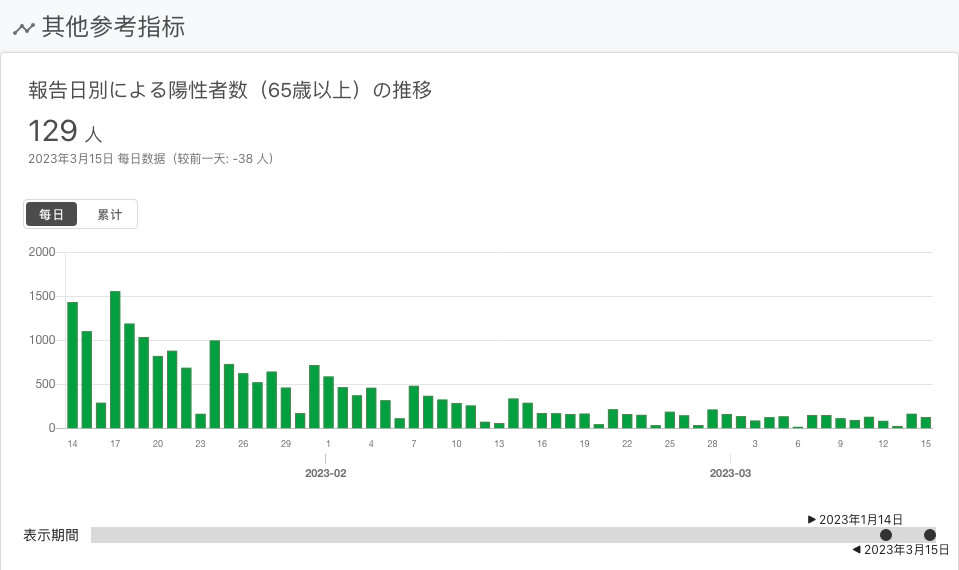 其他参考指标
報告日別による陽性者数（65歳以上）の推移
129 人
2023年3月15日 每日数据（较前一天: -38 人）
每日 累计
2000
1500
1000
500
0
14 17 20 23 26 29 1 4 7 10 13 16 19 22 25 28 3 6 9 12 15
2023-02 2023-03
▶ 2023年1月14日
表示期間
◀ 2023年3月15日